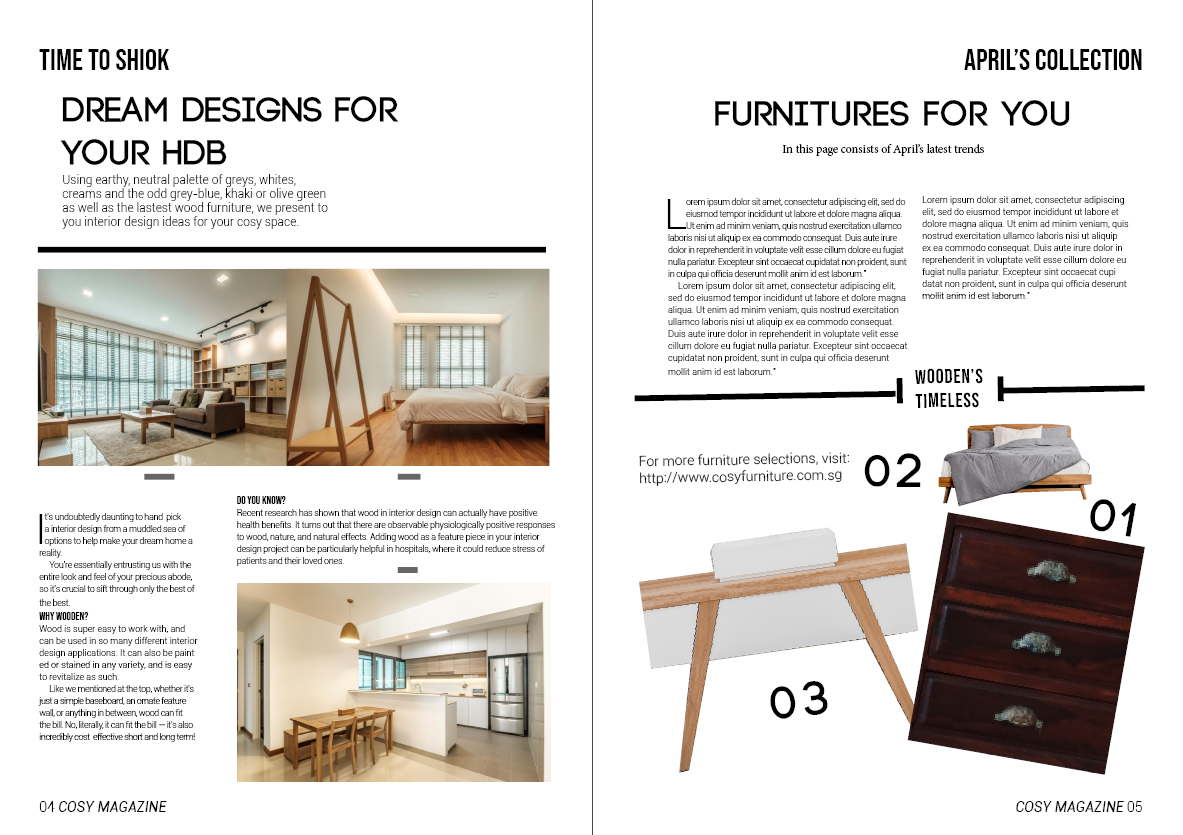 TIME TO SHIOK
DREAM DESIGNS FOR
YOUR HDB
Using earthy, neutral palette of greys, whites,
creams and the odd grey-blue, khaki or olive green
as well as the lastest wood furniture, we present to
you interior design ideas for your cosy space.
It's undoubtedly daunting to hand pick
a interior design from a muddled sea of
options to help make your dream home a
reality.
You're essentially entrusting us with the
entire look and feel of your precious abode,
so it's crucial to sift through only the best of
the best.
WHY WOODEN?
Wood is super easy to work with, and
can be used in so many different interior
design applications. It can also be paint
ed or stained in any variety, and is easy
to revitalize as such.
Like we mentioned at the top, whether it's
just a simple baseboard, an ornate feature
wall, or anything in between, wood can fit
the bill. No, literally, it can fit the bill — it's also
incredibly cost effective short and long term!
DO YOU KNOW?
Recent research has shown that wood in interior design can actually have positive
health benefits. It turns out that there are observable physiologically positive responses
to wood, nature, and natural effects. Adding wood as a feature piece in your interior
design project can be particularly helpful in hospitals, where it could reduce stress of
patients and their loved ones.
04 COSY MAGAZINE
APRIL'S COLLECTION
FURNITURES FOR YOU
In this page consists of April's latest trends
Lorem ipsum dolor sit amet, consectetur adipiscing elit, sed do
eiusmod tempor incididunt ut labore et dolore magna aliqua.
Ut enim ad minim veniam, quis nostrud exercitation ullamco
laboris nisi ut aliquip ex ea commodo consequat. Duis aute irure
dolor in reprehenderit in voluptate velit esse cillum dolore eu fugiat
nulla pariatur. Excepteur sint occaecat cupidatat non proident, sunt
in culpa qui officia deserunt mollit anim id est laborum."
Lorem ipsum dolor sit amet, consectetur adipiscing elit,
sed do eiusmod tempor incididunt ut labore et dolore magna
aliqua. Ut enim ad minim veniam, quis nostrud exercitation
ullamco laboris nisi ut aliquip ex ea commodo consequat.
Duis aute irure dolor in reprehenderit in voluptate velit esse
cillum dolore eu fugiat nulla pariatur. Excepteur sint occaecat
cupidatat non proident, sunt in culpa qui officia deserunt
mollit anim id est laborum."
Lorem ipsum dolor sit amet, consectetur adipiscing
elit, sed do eiusmod tempor incididunt ut labore et
dolore magna aliqua. Ut enim ad minim veniam, quis
nostrud exercitation ullamco laboris nisi ut aliquip
ex ea commodo consequat. Duis aute irure dolor in
reprehenderit in voluptate velit esse cillum dolore eu
fugiat nulla pariatur. Excepteur sint occaecat cupi
datat non proident, sunt in culpa qui officia deserunt
mollit anim id est laborum."
WOODEN'S
TIMELESS
For more furniture selections, visit:
http://www.cosyfurniture.com.sg
02
01
03
COSY MAGAZINE 05